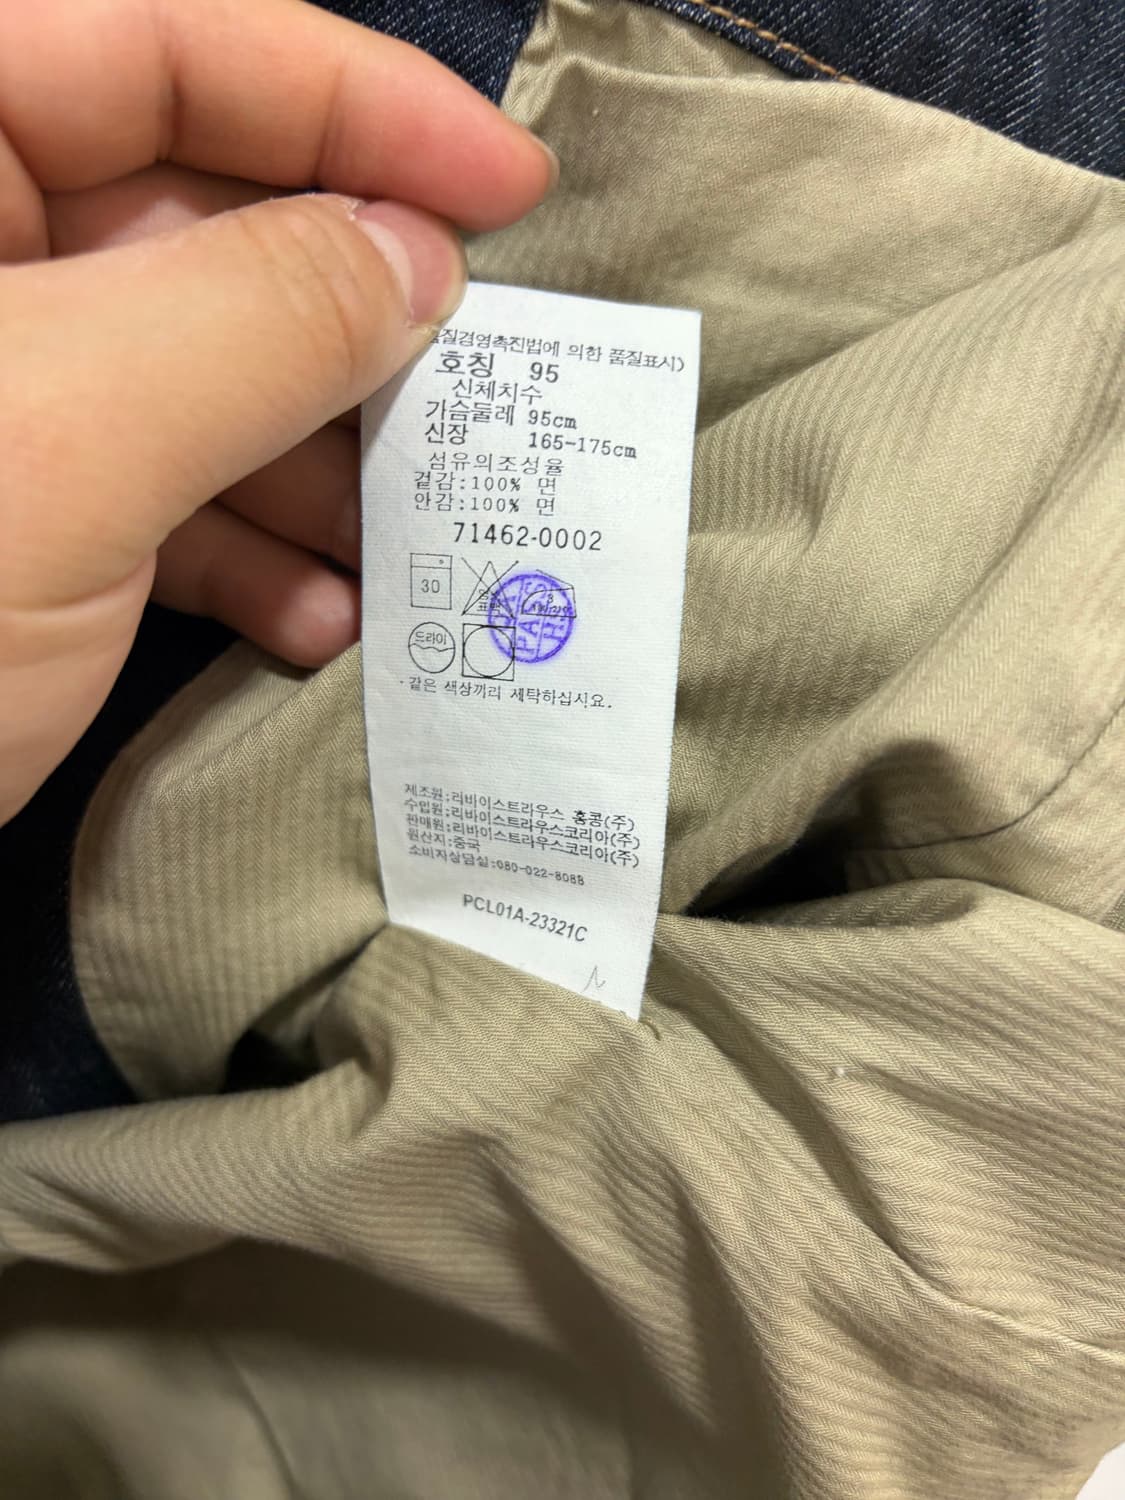 질경영촉진법에 의한 품질표시)
호칭 95
신체치수
가슴둘레 95cm
신장 165-175cm
섬유의조성율
겉감:100% 면
안감:100% 면
71462-0002
30
표백
드라이
·같은 색상끼리 세탁하십시요.
제조원:리바이스트라우스 홍콩(주)
수입원:리바이스트라우스코리아(주)
판매원:리바이스트라우스코리아(주)
원산지:중국
소비자상담실:080-022-8088
PCL01A-23321C